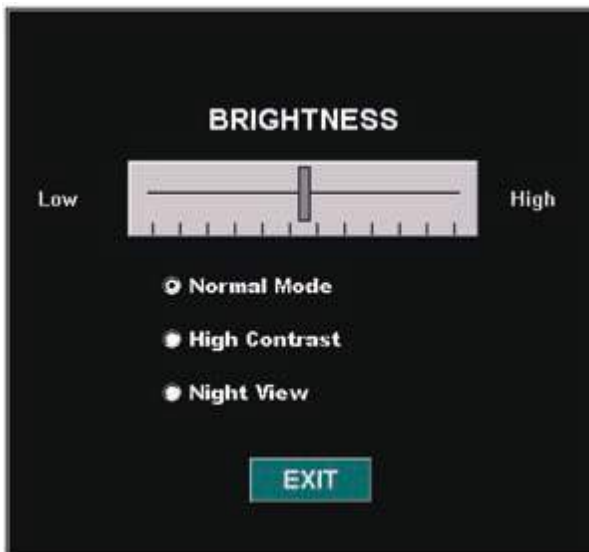 BRIGHTNESS
Low High
Normal Mode
High Contrast
Night View
EXIT